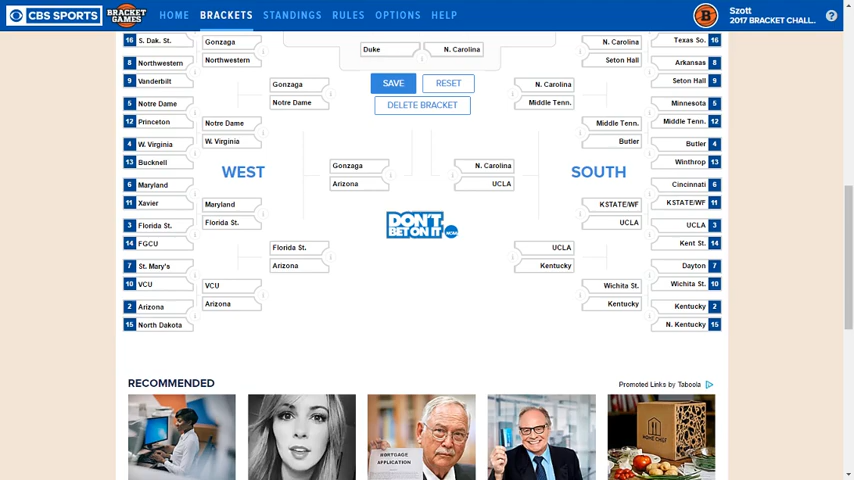 CBS SPORTS
BRACKET GAMES
HOME
BRACKETS
STANDINGS
RULES
OPTIONS
HELP
Szott
2017 BRACKET CHALL..
?
16 S. Dak. St.
8 Northwestern
9 Vanderbilt
5 Notre Dame
12 Princeton
4 W. Virginia
13 Bucknell
6 Maryland
11 Xavier
3 Florida St.
14 FGCU
7 St. Mary's
10 VCU
2 Arizona
15 North Dakota
Gonzaga
Northwestern
Notre Dame
W. Virginia
Maryland
Florida St.
VCU
Arizona
Gonzaga
Notre Dame
Florida St.
Arizona
WEST
Gonzaga
Arizona
Duke
N. Carolina
SAVE
RESET
DELETE BRACKET
DON'T
BET ON IT
NCAA
N. Carolina
UCLA
SOUTH
N. Carolina
Middle Tenn.
UCLA
Kentucky
N. Carolina
Seton Hall
Middle Tenn.
Butler
KSTATE/WF
UCLA
Wichita St.
Kentucky
Texas So. 16
Arkansas 8
Seton Hall 9
Minnesota 5
Middle Tenn. 12
Butler 4
Winthrop 13
Cincinnati 6
KSTATE/WF 11
UCLA 3
Kent St. 14
Dayton 7
Wichita St. 10
Kentucky 2
N. Kentucky 15
RECOMMENDED
Promoted Links by Taboola
MORTGAGE
APPLICATION
HOME CHEF